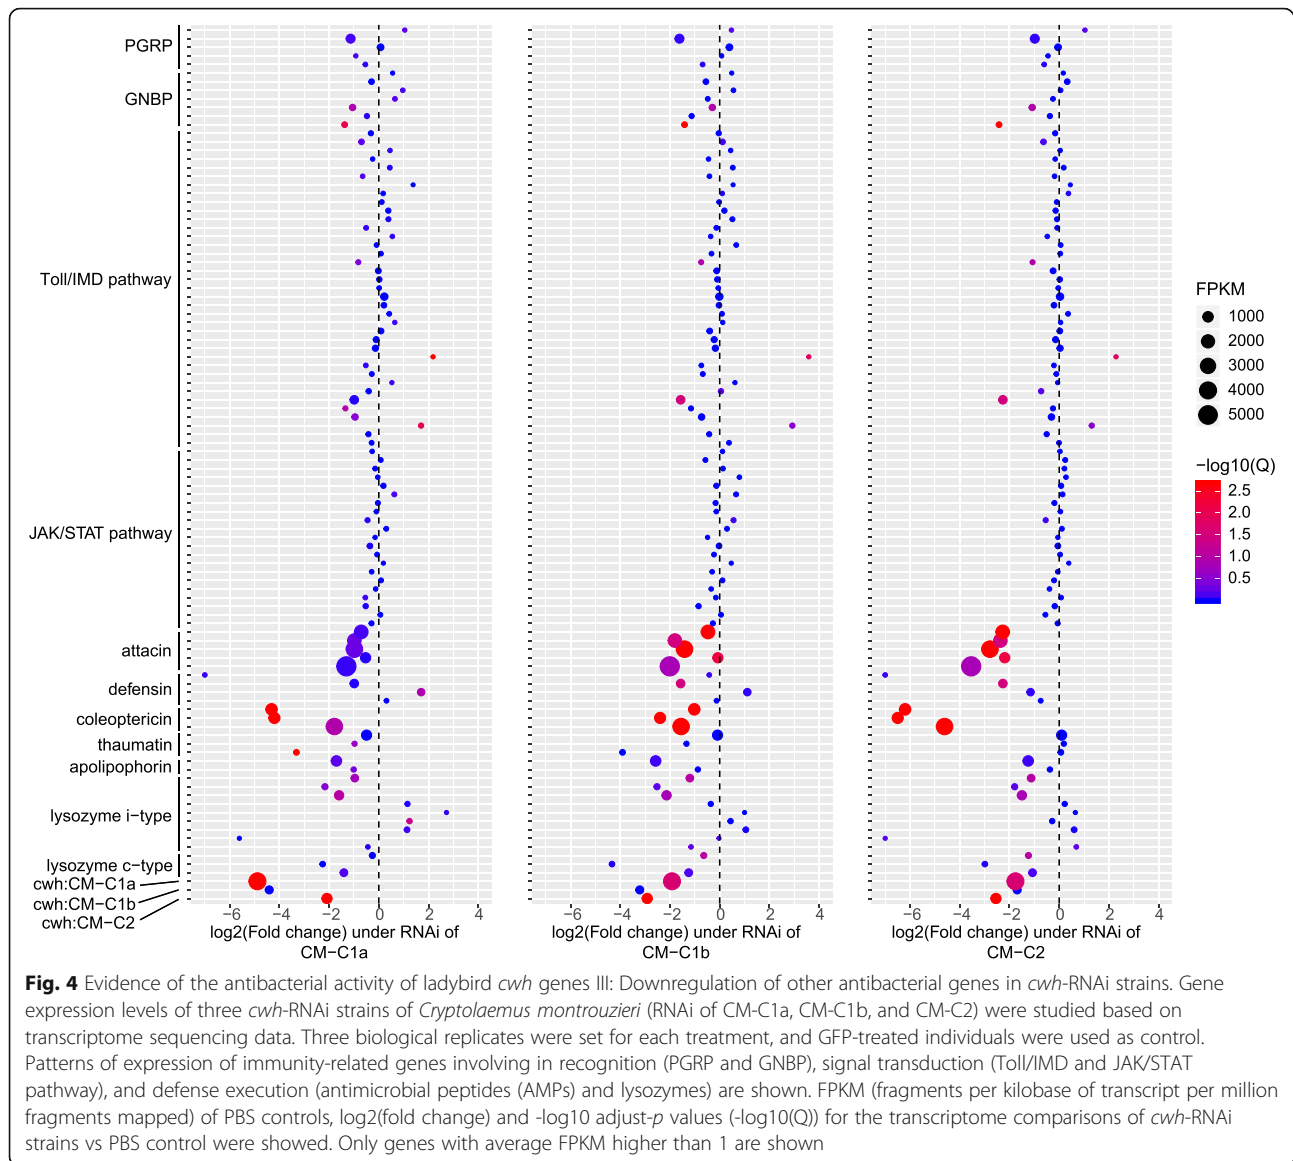 PGRP
GNBP
Toll/IMD pathway
JAK/STAT pathway
attacin
defensin
coleoptericin
thaumatin
apolipophorin
lysozyme i−type
lysozyme c−type
cwh:CM−C1a
cwh:CM−C1b
cwh:CM−C2
−6 −4 −2 0 2 4
log2(Fold change) under RNAi of
CM−C1a
−6 −4 −2 0 2 4
log2(Fold change) under RNAi of
CM−C1b
−6 −4 −2 0 2 4
log2(Fold change) under RNAi of
CM−C2
FPKM
1000
2000
3000
4000
5000
−log10(Q)
2.5
2.0
1.5
1.0
0.5
Fig. 4 Evidence of the antibacterial activity of ladybird cwh genes III: Downregulation of other antibacterial genes in cwh-RNAi strains. Gene
expression levels of three cwh-RNAi strains of Cryptolaemus montrouzieri (RNAi of CM-C1a, CM-C1b, and CM-C2) were studied based on
transcriptome sequencing data. Three biological replicates were set for each treatment, and GFP-treated individuals were used as control.
Patterns of expression of immunity-related genes involving in recognition (PGRP and GNBP), signal transduction (Toll/IMD and JAK/STAT
pathway), and defense execution (antimicrobial peptides (AMPs) and lysozymes) are shown. FPKM (fragments per kilobase of transcript per million
fragments mapped) of PBS controls, log2(fold change) and -log10 adjust-p values (-log10(Q)) for the transcriptome comparisons of cwh-RNAi
strains vs PBS control were showed. Only genes with average FPKM higher than 1 are shown